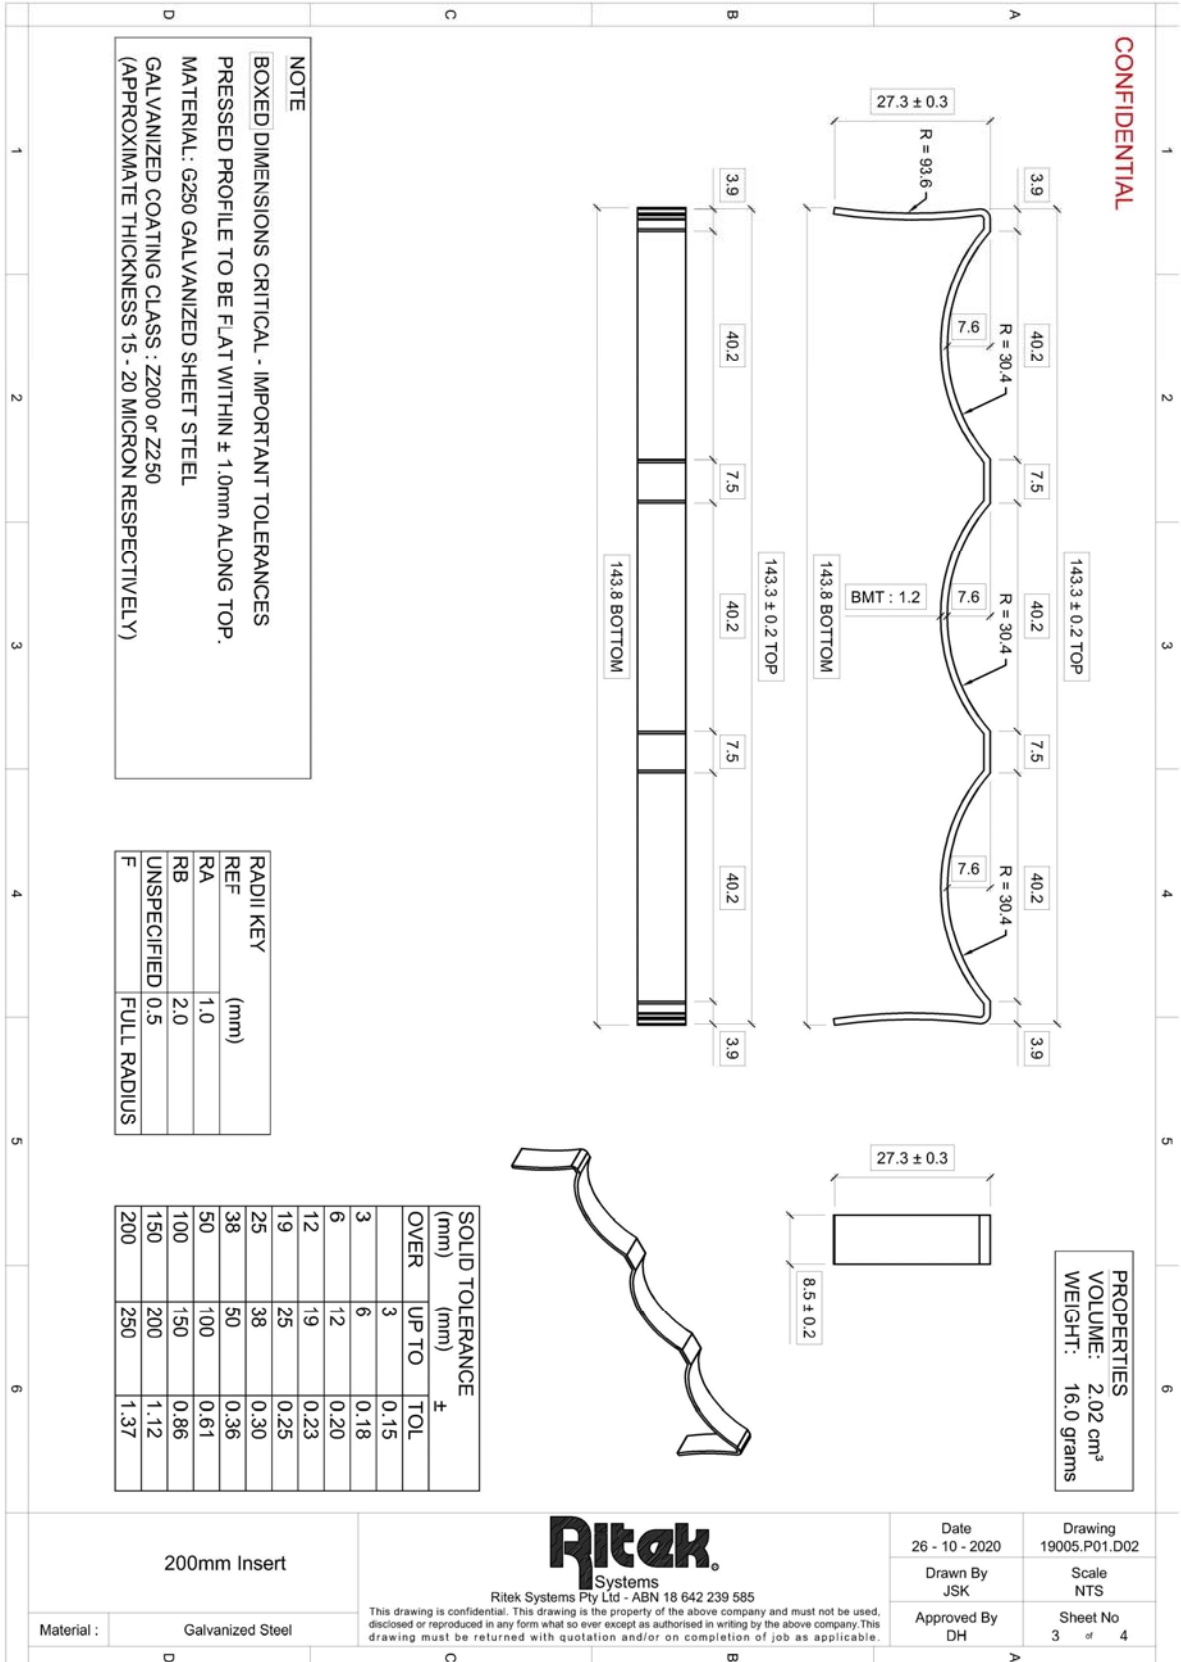 CONFIDENTIAL
1
2
3
4
5
6
A
B
C
D
27.3 ± 0.3
R = 93.6
3.9
40.2
7.5
40.2
7.5
40.2
3.9
143.3 ± 0.2 TOP
R = 30.4
R = 30.4
R = 30.4
7.6
7.6
7.6
BMT : 1.2
143.8 BOTTOM
27.3 ± 0.3
8.5 ± 0.2
PROPERTIES
VOLUME: 2.02 cm³
WEIGHT: 16.0 grams
3.9
40.2
7.5
40.2
7.5
40.2
3.9
143.3 ± 0.2 TOP
143.8 BOTTOM
NOTE
BOXED DIMENSIONS CRITICAL - IMPORTANT TOLERANCES
PRESSED PROFILE TO BE FLAT WITHIN ± 1.0mm ALONG TOP.
MATERIAL: G250 GALVANIZED SHEET STEEL
GALVANIZED COATING CLASS : Z200 or Z250
(APPROXIMATE THICKNESS 15 - 20 MICRON RESPECTIVELY)
RADII KEY
REF (mm)
RA 1.0
RB 2.0
UNSPECIFIED 0.5
F FULL RADIUS
SOLID TOLERANCE
(mm) (mm) ±
OVER UP TO TOL
3 0.15
3 6 0.18
6 12 0.20
12 19 0.23
19 25 0.25
25 38 0.30
38 50 0.36
50 100 0.61
100 150 0.86
150 200 1.12
200 250 1.37
1
2
3
4
5
6
200mm Insert
Material : Galvanized Steel
Ritek
Systems
Ritek Systems Pty Ltd - ABN 18 642 239 585
This drawing is confidential. This drawing is the property of the above company and must not be used,
disclosed or reproduced in any form what so ever except as authorised in writing by the above company.This
drawing must be returned with quotation and/or on completion of job as applicable.
Date
26 - 10 - 2020
Drawing
19005.P01.D02
Drawn By
JSK
Scale
NTS
Approved By
DH
Sheet No
3 of 4
A
B
C
D